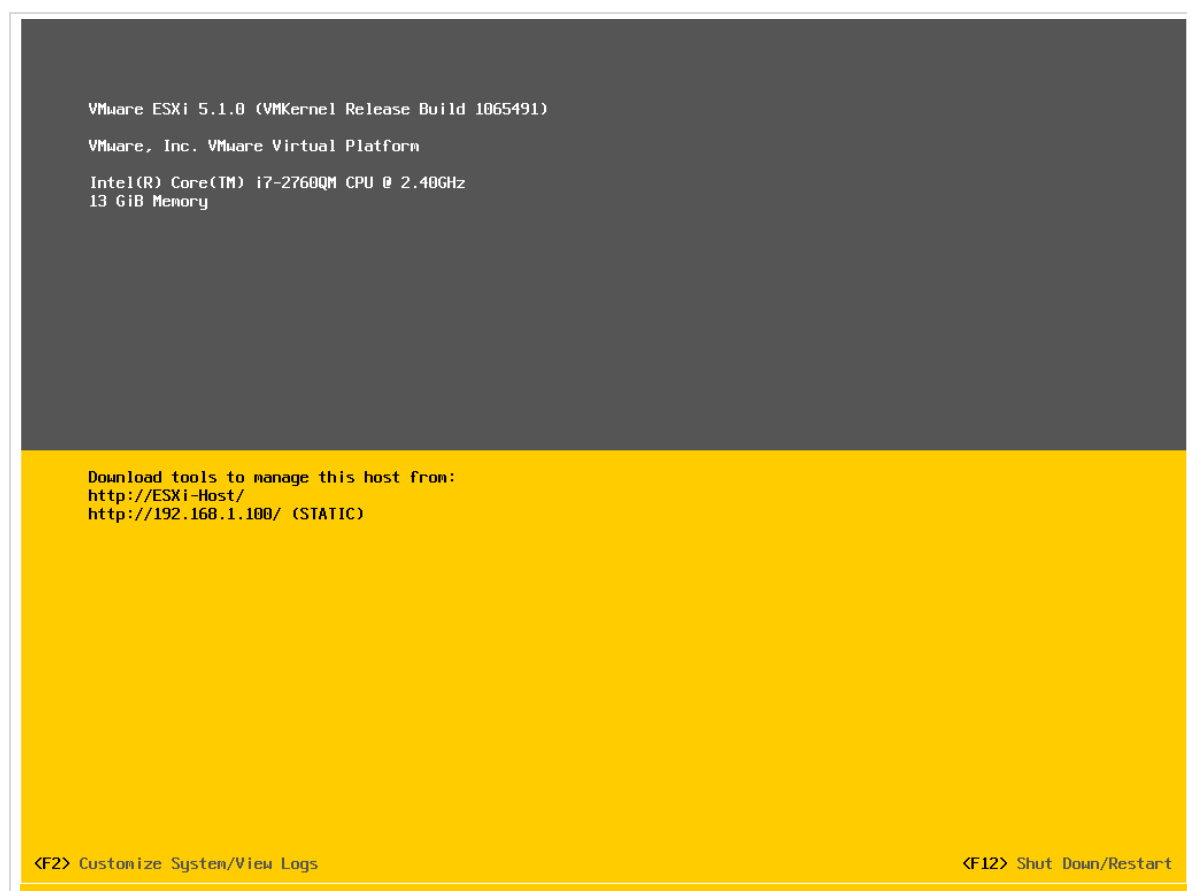 VMware ESXi 5.1.0 (VMKernel Release Build 1065491)
VMware, Inc. VMware Virtual Platform
Intel(R) Core(TM) i7-2760QM CPU @ 2.40GHz
13 GiB Memory
Download tools to manage this host from:
http://ESXi-Host/
http://192.168.1.100/ (STATIC)
<F2> Customize System/View Logs
<F12> Shut Down/Restart